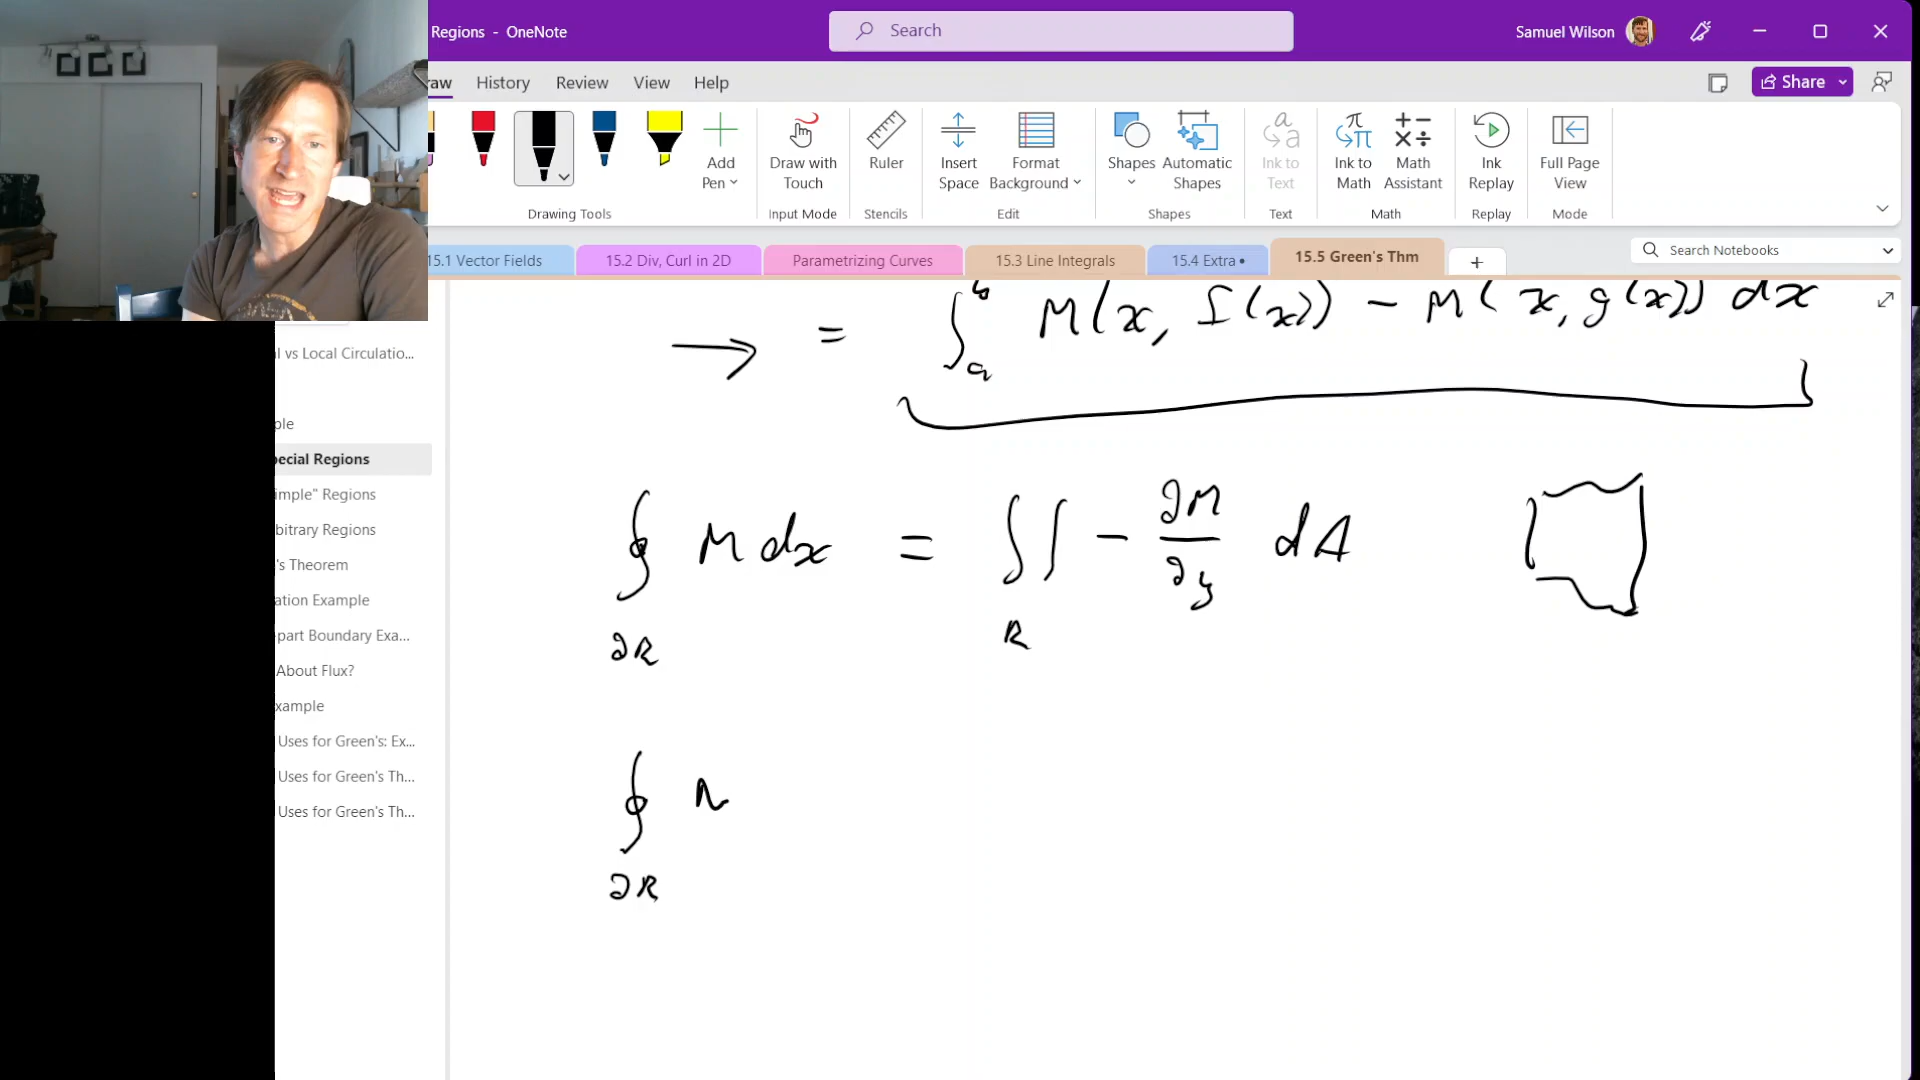 Regions - OneNote
Search
Samuel Wilson
aw
History
Review
View
Help
Share
Add Pen
Draw with Touch
Ruler
Insert Space
Format Background
Shapes
Automatic Shapes
Ink to Text
Ink to Math
Math Assistant
Ink Replay
Full Page View
Drawing Tools
Input Mode
Stencils
Edit
Shapes
Text
Math
Replay
Mode
15.1 Vector Fields
15.2 Div, Curl in 2D
Parametrizing Curves
15.3 Line Integrals
15.4 Extra •
15.5 Green's Thm
+
Search Notebooks
l vs Local Circulatio...
ple
pecial Regions
imple" Regions
bitrary Regions
's Theorem
ation Example
part Boundary Exa...
About Flux?
xample
Uses for Green's: Ex...
Uses for Green's Th...
Uses for Green's Th...
→ = ∫_a^b M(x, f(x)) − M(x, g(x)) dx
∮_∂R M dx = ∬_R − ∂M/∂y dA
∮_∂R N